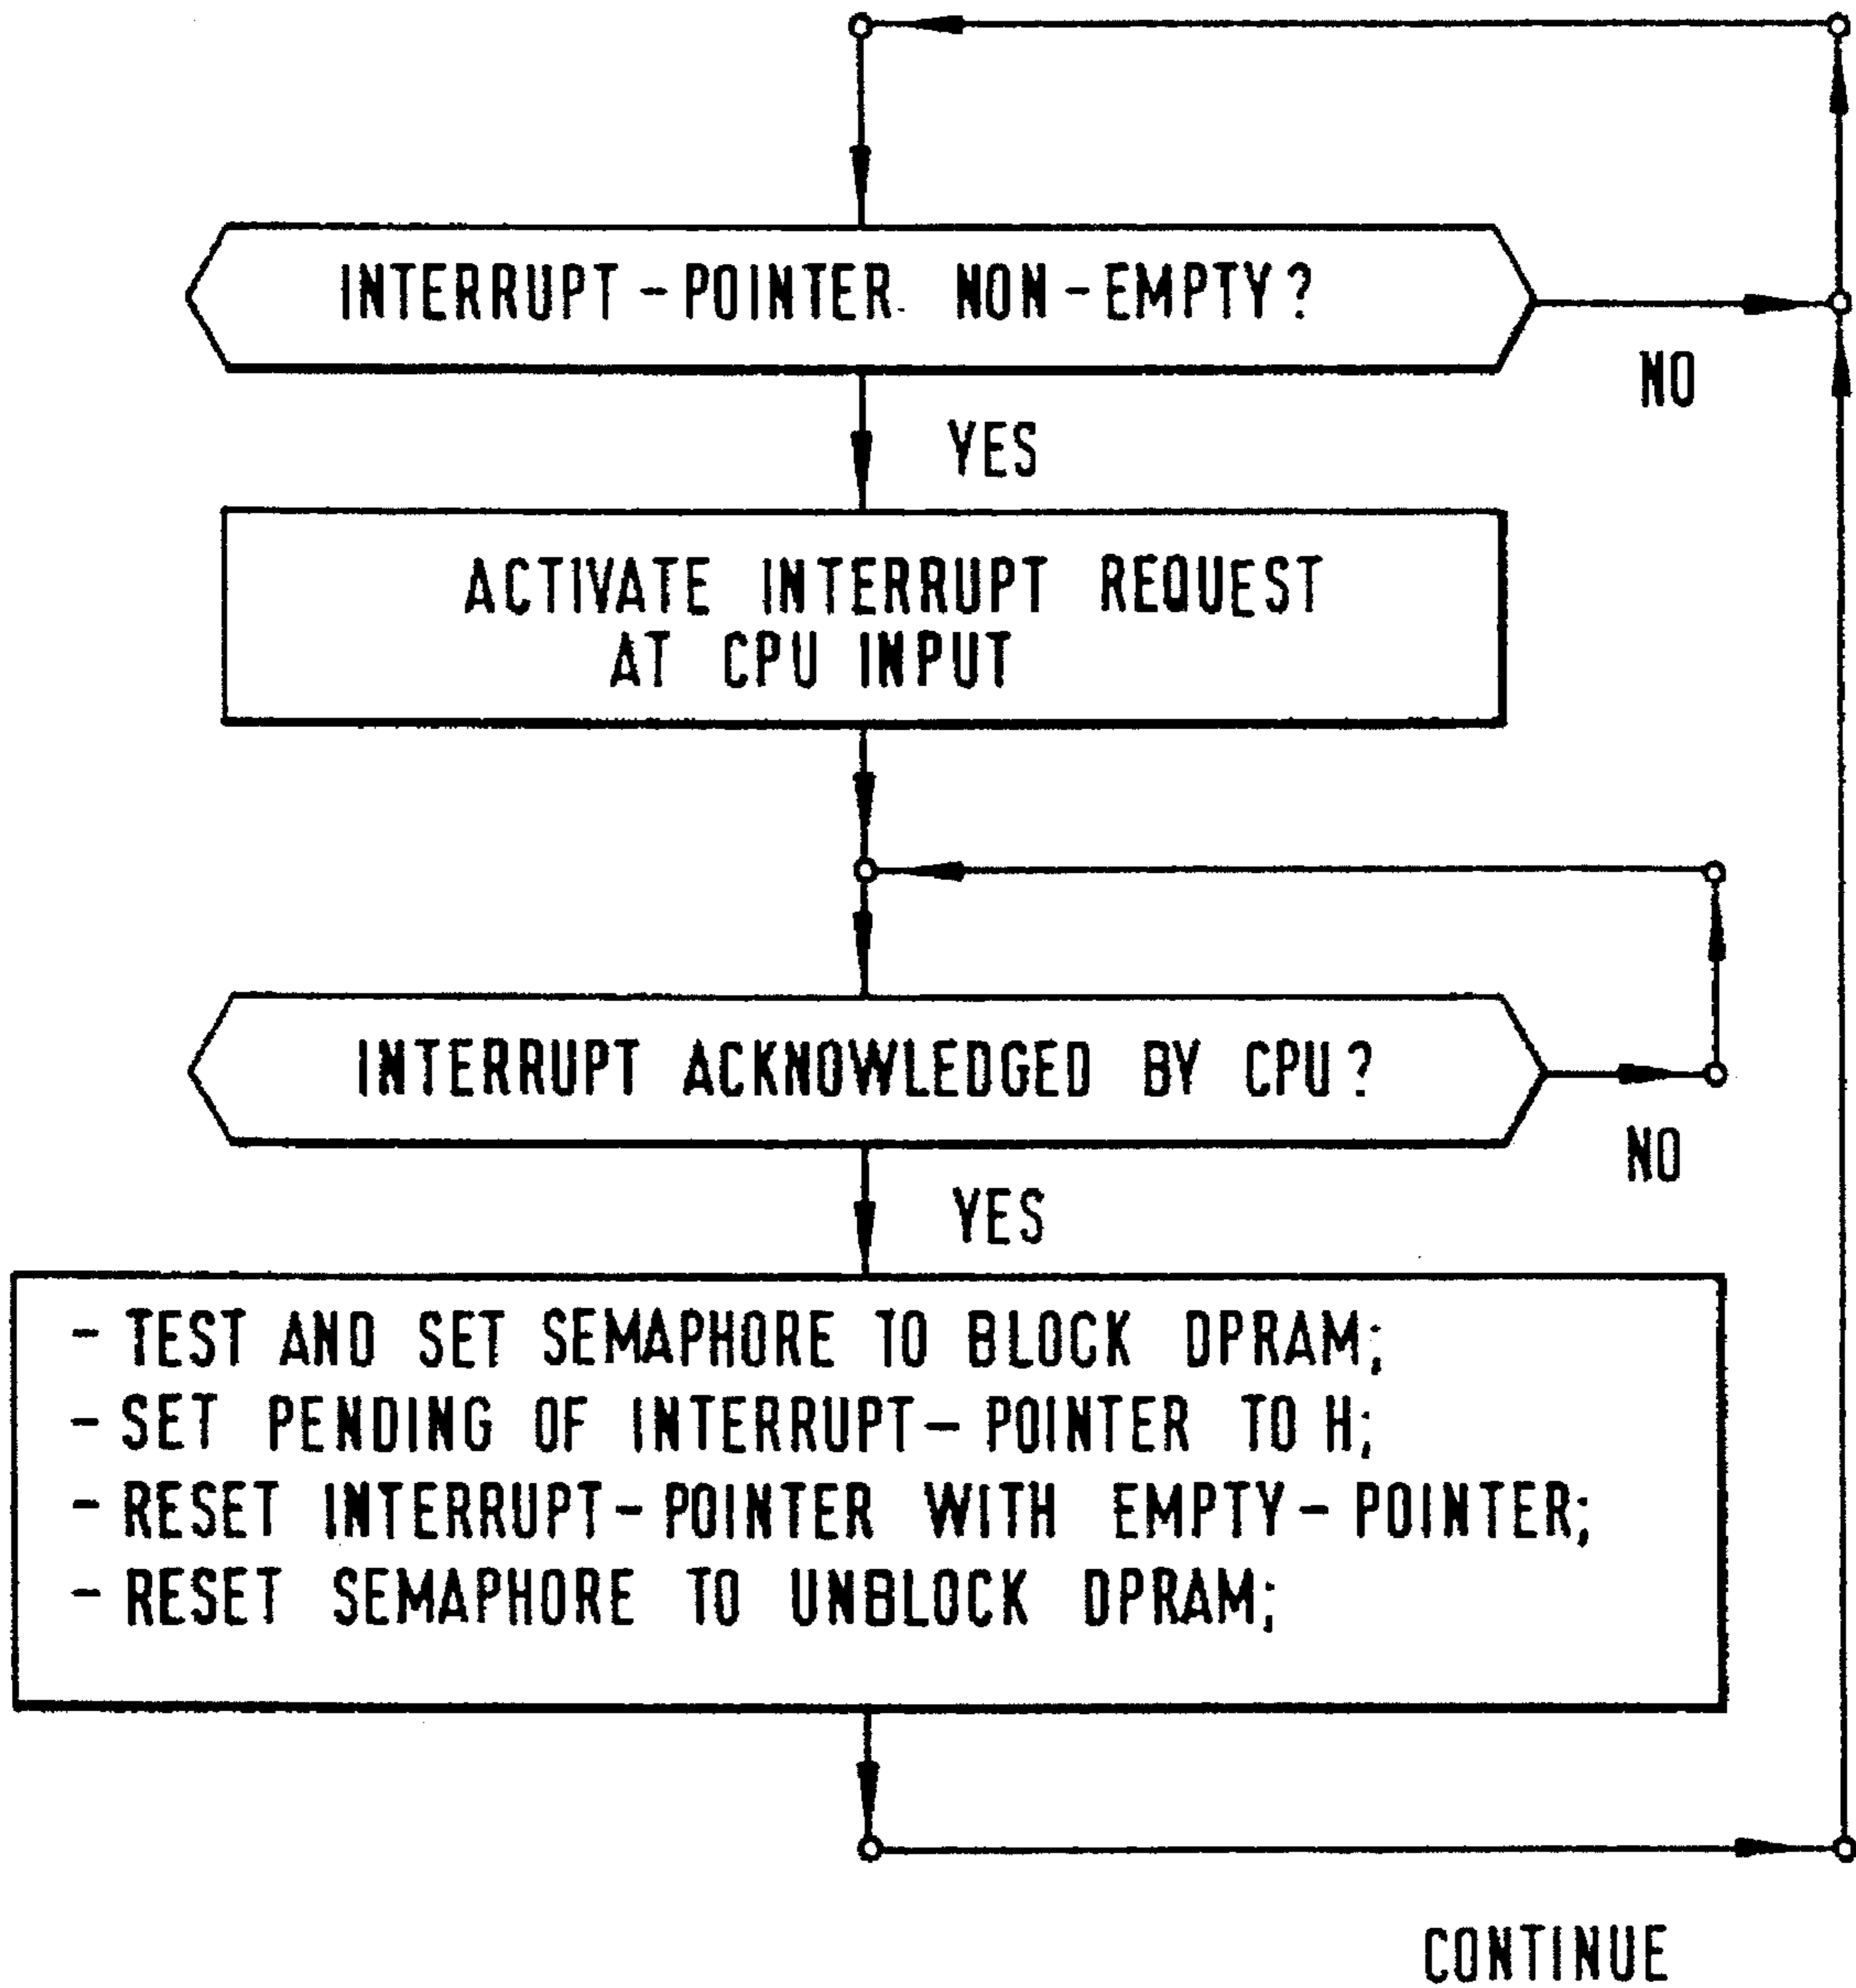 INTERRUPT-POINTER NON-EMPTY?
NO
YES
ACTIVATE INTERRUPT REQUEST
AT CPU INPUT
INTERRUPT ACKNOWLEDGED BY CPU?
NO
YES
- TEST AND SET SEMAPHORE TO BLOCK DPRAM;
- SET PENDING OF INTERRUPT-POINTER TO H;
- RESET INTERRUPT-POINTER WITH EMPTY-POINTER;
- RESET SEMAPHORE TO UNBLOCK DPRAM;
CONTINUE